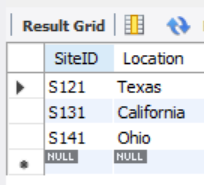 Result Grid
SiteID Location
S121 Texas
S131 California
S141 Ohio
NULL NULL